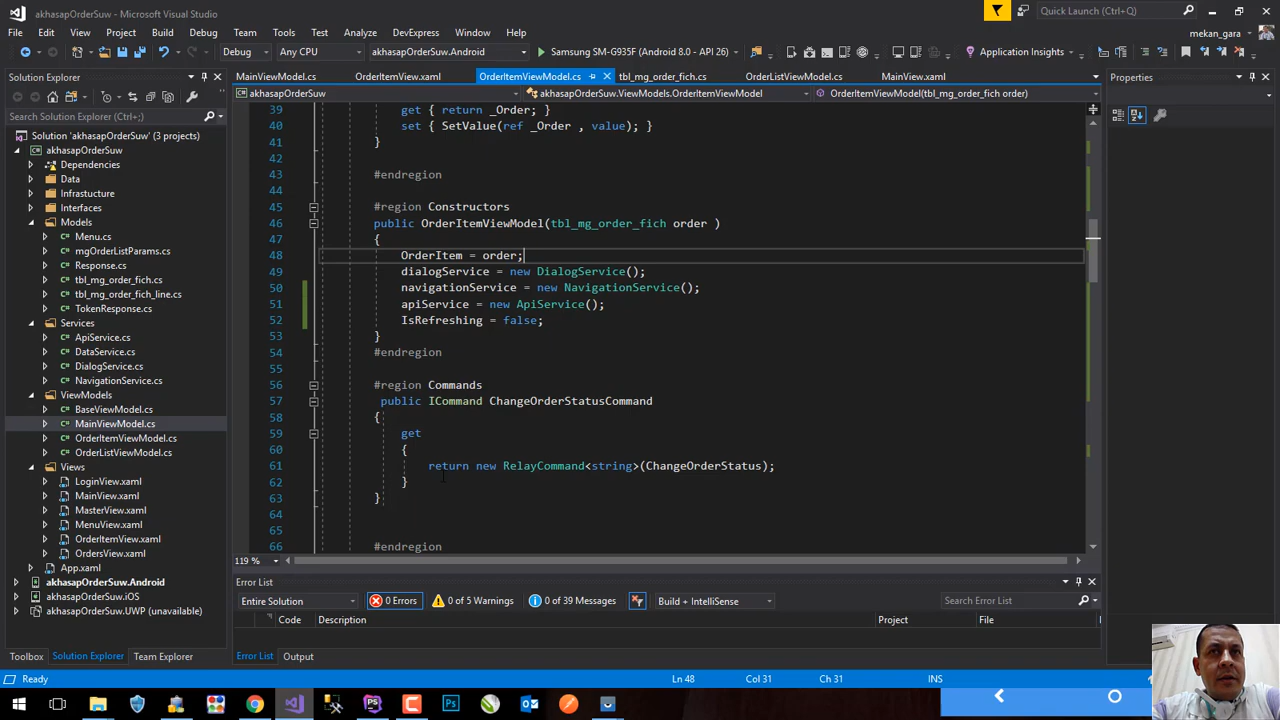 akhasapOrderSuw - Microsoft Visual Studio
Quick Launch (Ctrl+Q)
File Edit View Project Build Debug Team Tools Test Analyze DevExpress Window Help
mekan_gara
Debug Any CPU akhasapOrderSuw.Android Samsung SM-G935F (Android 8.0 - API 26) Application Insights
Solution Explorer
MainViewModel.cs OrderItemView.xaml OrderItemViewModel.cs tbl_mg_order_fich.cs OrderListViewModel.cs MainView.xaml
Properties
akhasapOrderSuw akhasapOrderSuw.ViewModels.OrderItemViewModel OrderItemViewModel(tbl_mg_order_fich order)
Search Solution Explorer (Ctrl+;)
Solution 'akhasapOrderSuw' (3 projects)
akhasapOrderSuw
Dependencies
Data
Infrastucture
Interfaces
Models
Menu.cs
mgOrderListParams.cs
Response.cs
tbl_mg_order_fich.cs
tbl_mg_order_fich_line.cs
TokenResponse.cs
Services
ApiService.cs
DataService.cs
DialogService.cs
NavigationService.cs
ViewModels
BaseViewModel.cs
MainViewModel.cs
OrderItemViewModel.cs
OrderListViewModel.cs
Views
LoginView.xaml
MainView.xaml
MasterView.xaml
MenuView.xaml
OrderItemView.xaml
OrdersView.xaml
App.xaml
akhasapOrderSuw.Android
akhasapOrderSuw.iOS
akhasapOrderSuw.UWP (unavailable)
39 get { return _Order; }
40 set { SetValue(ref _Order , value); }
41 }
42
43 #endregion
44
45 #region Constructors
46 public OrderItemViewModel(tbl_mg_order_fich order )
47 {
48 OrderItem = order;
49 dialogService = new DialogService();
50 navigationService = new NavigationService();
51 apiService = new ApiService();
52 IsRefreshing = false;
53 }
54 #endregion
55
56 #region Commands
57 public ICommand ChangeOrderStatusCommand
58 {
59 get
60 {
61 return new RelayCommand<string>(ChangeOrderStatus);
62 }
63 }
64
65
66 #endregion
119 %
Error List
Entire Solution 0 Errors 0 of 5 Warnings 0 of 39 Messages Build + IntelliSense Search Error List
Code Description Project File
Toolbox Solution Explorer Team Explorer Error List Output
Ready Ln 48 Col 31 Ch 31 INS
PS Ps